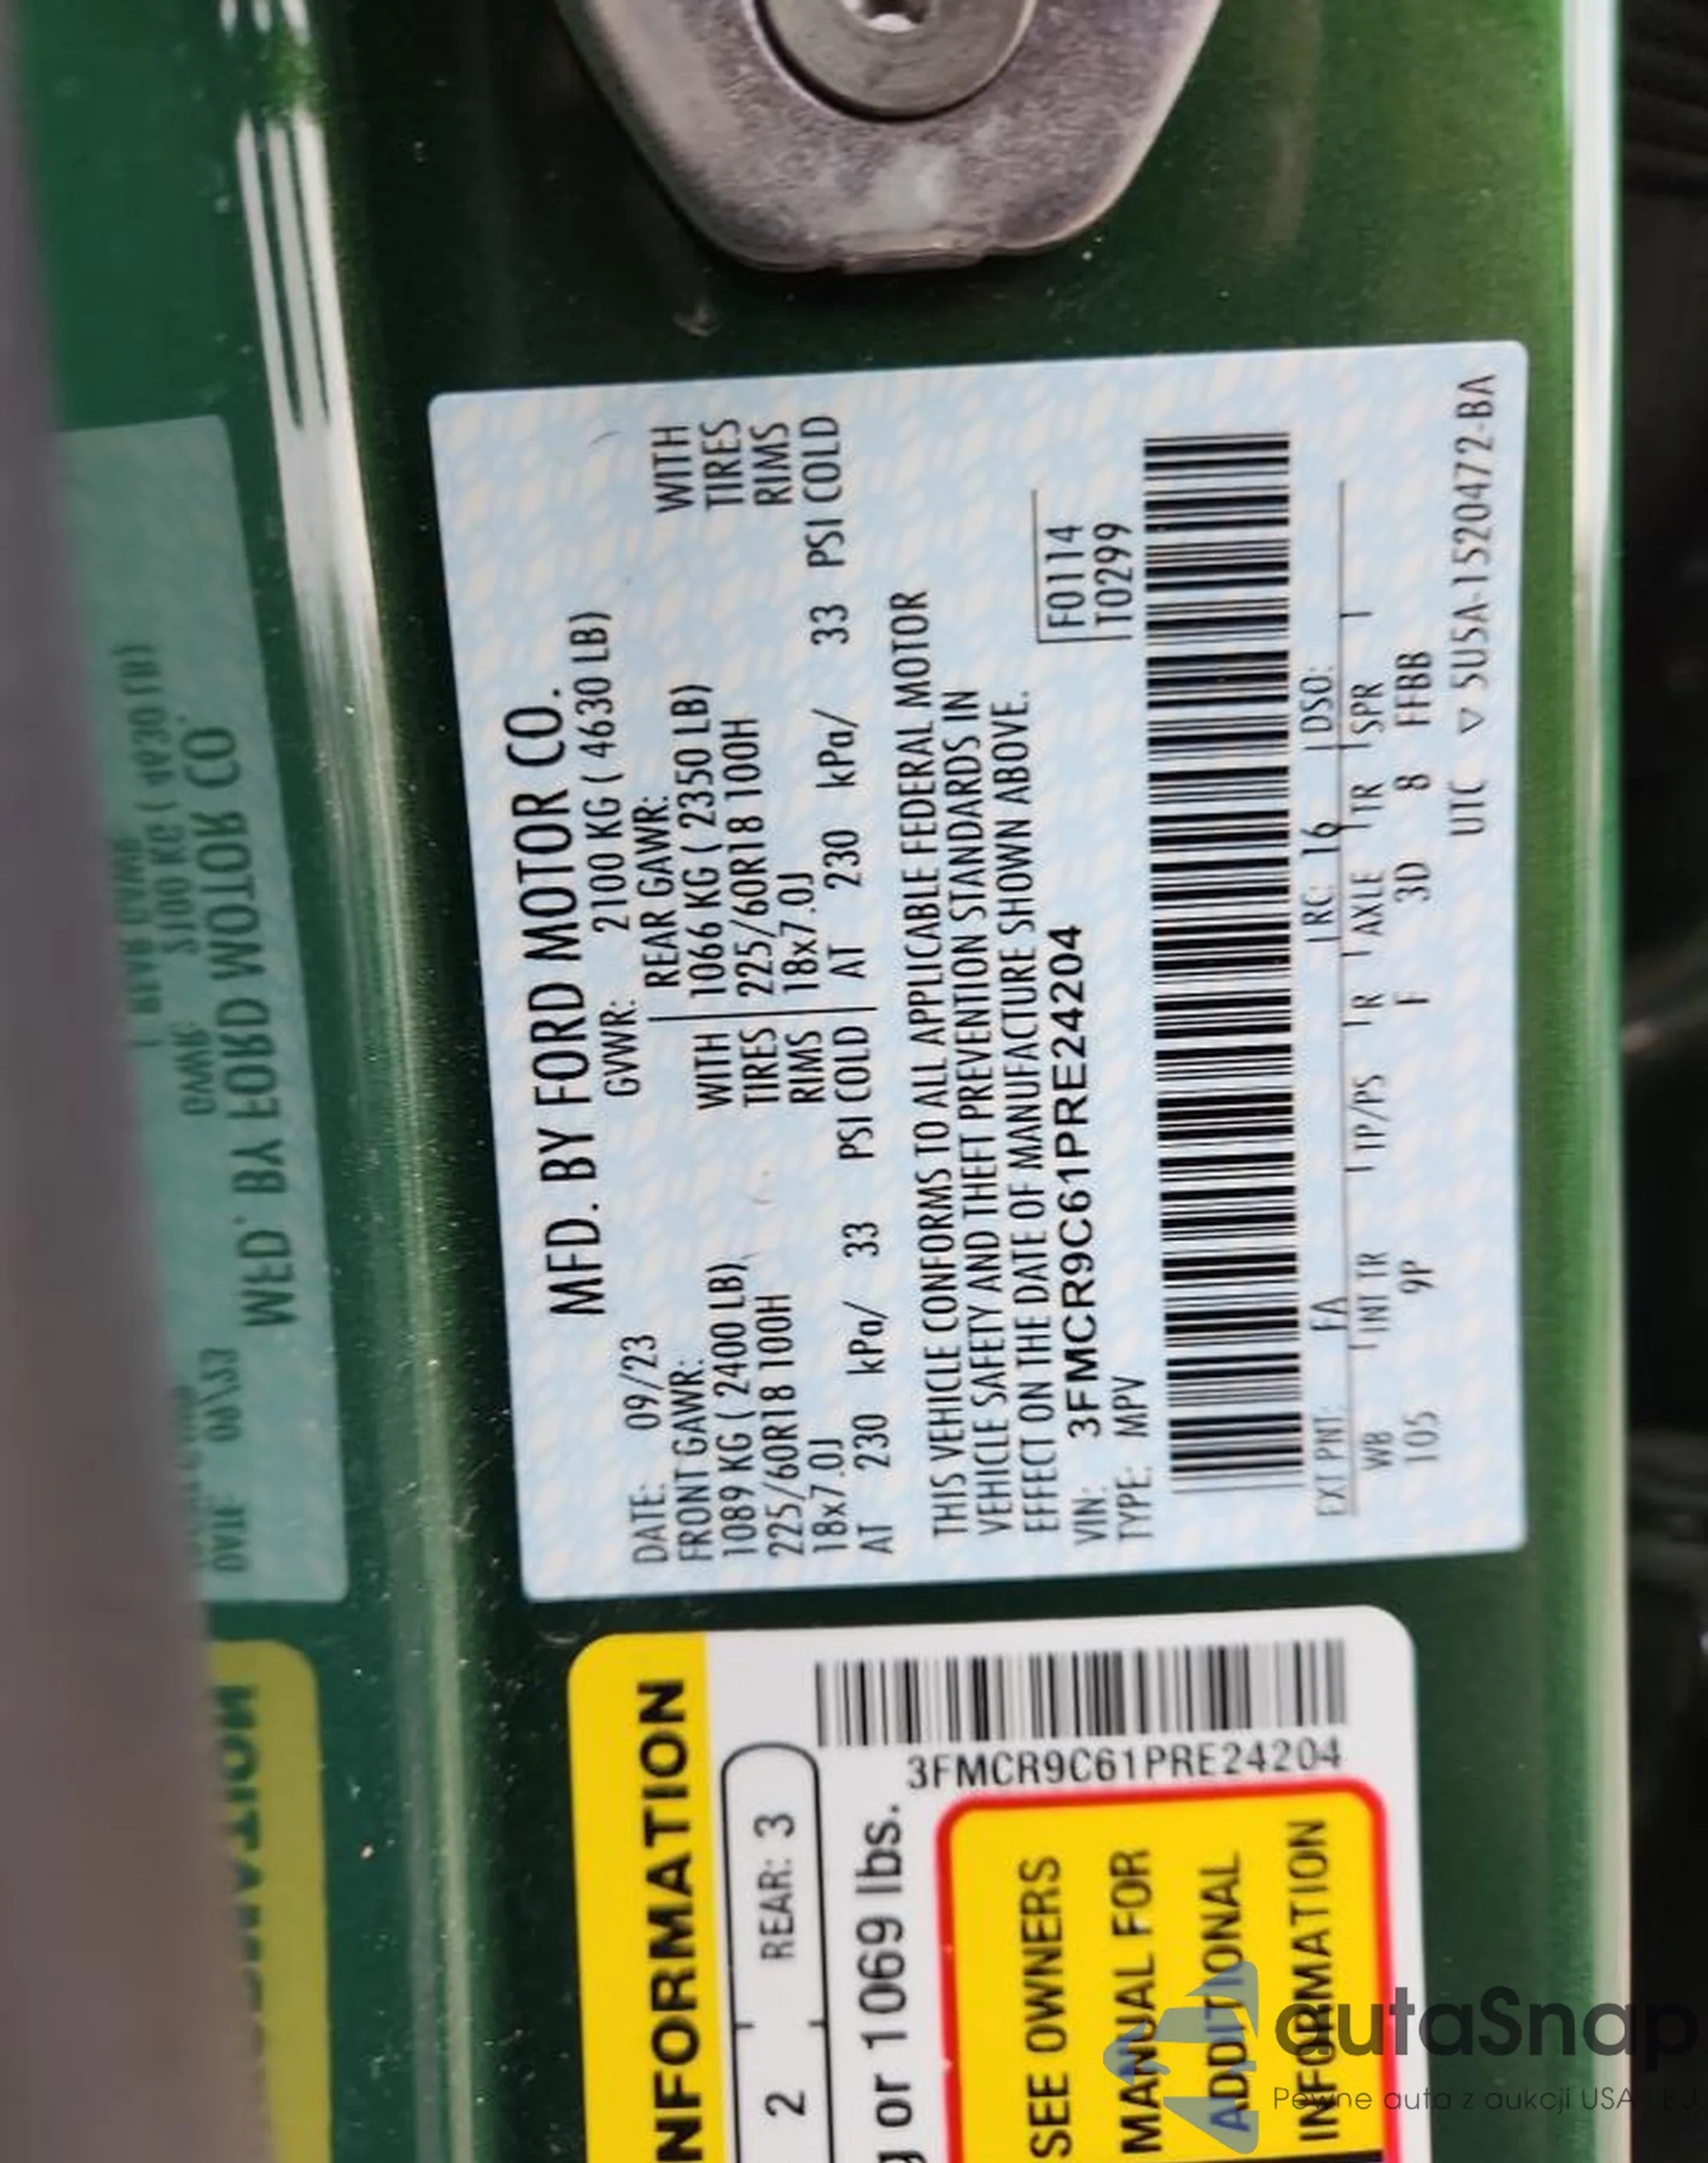 MFD. BY FORD MOTOR CO.
DATE: 09/23 GVWR: 2100 KG ( 4630 LB)
FRONT GAWR: REAR GAWR:
1089 KG ( 2400 LB) WITH 1066 KG ( 2350 LB) WITH
225/60R18 100H TIRES 225/60R18 100H TIRES
18x7.0J RIMS 18x7.0J RIMS
AT 230 kPa/ 33 PSI COLD AT 230 kPa/ 33 PSI COLD
THIS VEHICLE CONFORMS TO ALL APPLICABLE FEDERAL MOTOR
VEHICLE SAFETY AND THEFT PREVENTION STANDARDS IN
EFFECT ON THE DATE OF MANUFACTURE SHOWN ABOVE.
VIN: 3FMCR9C61PRE24204 F0114
TYPE: MPV T0299
EXT PNT: FA RC: 16 DSO:
WB INT TR TP/PS R AXLE TR SPR
105 9P F 3D 8 FFBB
UTC ▽ 5U5A-1520472-BA
NFORMATION
2 REAR: 3
or 1069 lbs.
3FMCR9C61PRE24204
SEE OWNERS
MANUAL FOR
ADDITIONAL
INFORMATION
autaSnap
Pewne auta z aukcji USA